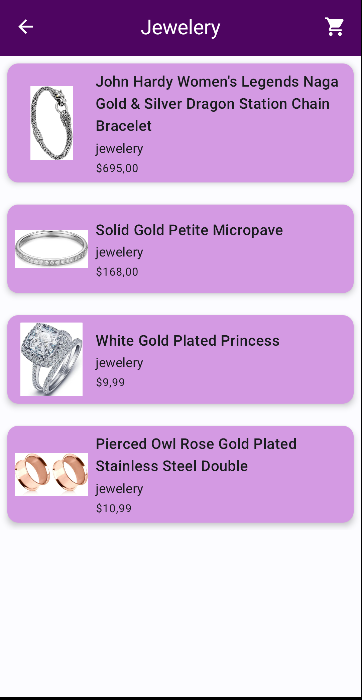 Jewelery
John Hardy Women's Legends Naga
Gold & Silver Dragon Station Chain
Bracelet
jewelery
$695,00
Solid Gold Petite Micropave
jewelery
$168,00
White Gold Plated Princess
jewelery
$9,99
Pierced Owl Rose Gold Plated
Stainless Steel Double
jewelery
$10,99